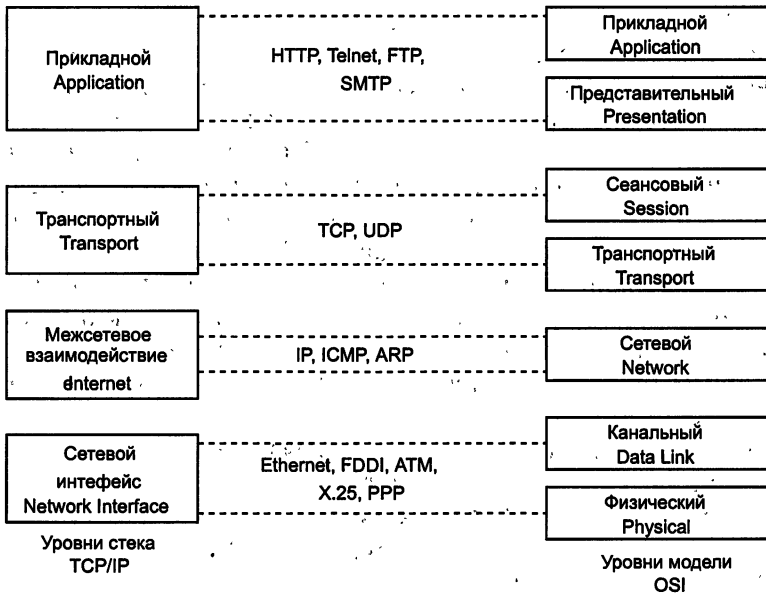 Прикладной
Application
HTTP, Telnet, FTP,
SMTP
Прикладной
Application
Представительный
Presentation
Транспортный
Transport
TCP, UDP
Сеансовый
Session
Транспортный
Transport
Межсетевое
взаимодействие
Internet
IP, ICMP, ARP
Сетевой
Network
Сетевой
интефейс
Network Interface
Ethernet, FDDI, ATM,
X.25, PPP
Канальный
Data Link
Физический
Physical
Уровни стека
TCP/IP
Уровни модели
OSI